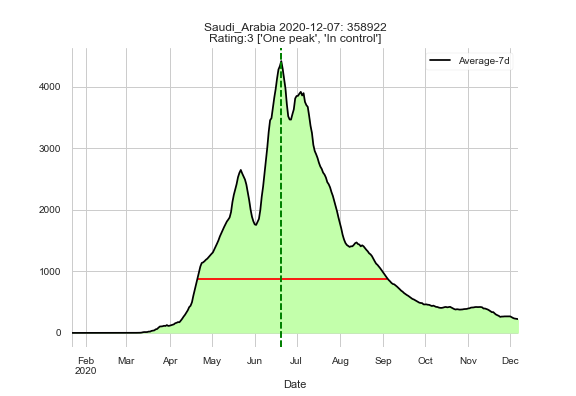 Saudi_Arabia 2020-12-07: 358922
Rating:3 ['One peak', 'In control']
Average-7d
4000
3000
2000
1000
0
Feb Mar Apr May Jun Jul Aug Sep Oct Nov Dec
2020
Date